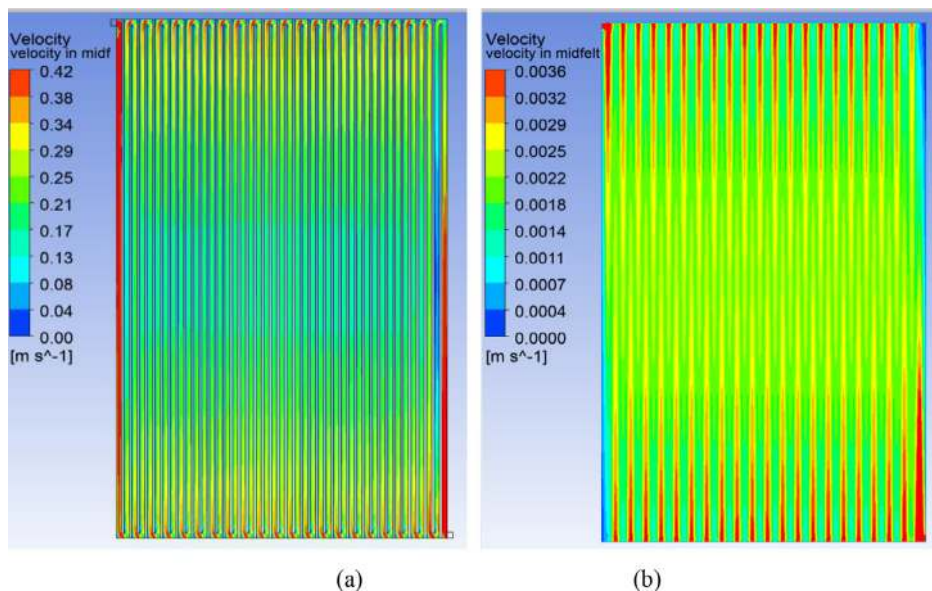 Velocity
velocity in midf
0.42
0.38
0.34
0.29
0.25
0.21
0.17
0.13
0.08
0.04
0.00
[m s^-1]
Velocity
velocity in midfelt
0.0036
0.0032
0.0029
0.0025
0.0022
0.0018
0.0014
0.0011
0.0007
0.0004
0.0000
[m s^-1]
(a)
(b)